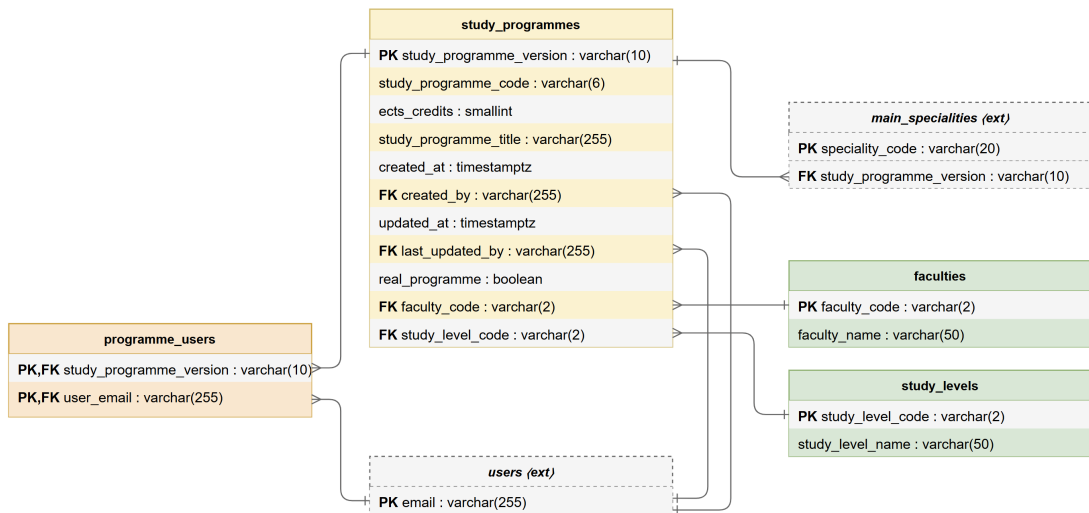 study_programmes
PK study_programme_version : varchar(10)
study_programme_code : varchar(6)
ects_credits : smallint
study_programme_title : varchar(255)
created_at : timestamptz
FK created_by : varchar(255)
updated_at : timestamptz
FK last_updated_by : varchar(255)
real_programme : boolean
FK faculty_code : varchar(2)
FK study_level_code : varchar(2)
main_specialities (ext)
PK speciality_code : varchar(20)
FK study_programme_version : varchar(10)
faculties
PK faculty_code : varchar(2)
faculty_name : varchar(50)
programme_users
PK,FK study_programme_version : varchar(10)
PK,FK user_email : varchar(255)
study_levels
PK study_level_code : varchar(2)
study_level_name : varchar(50)
users (ext)
PK email : varchar(255)